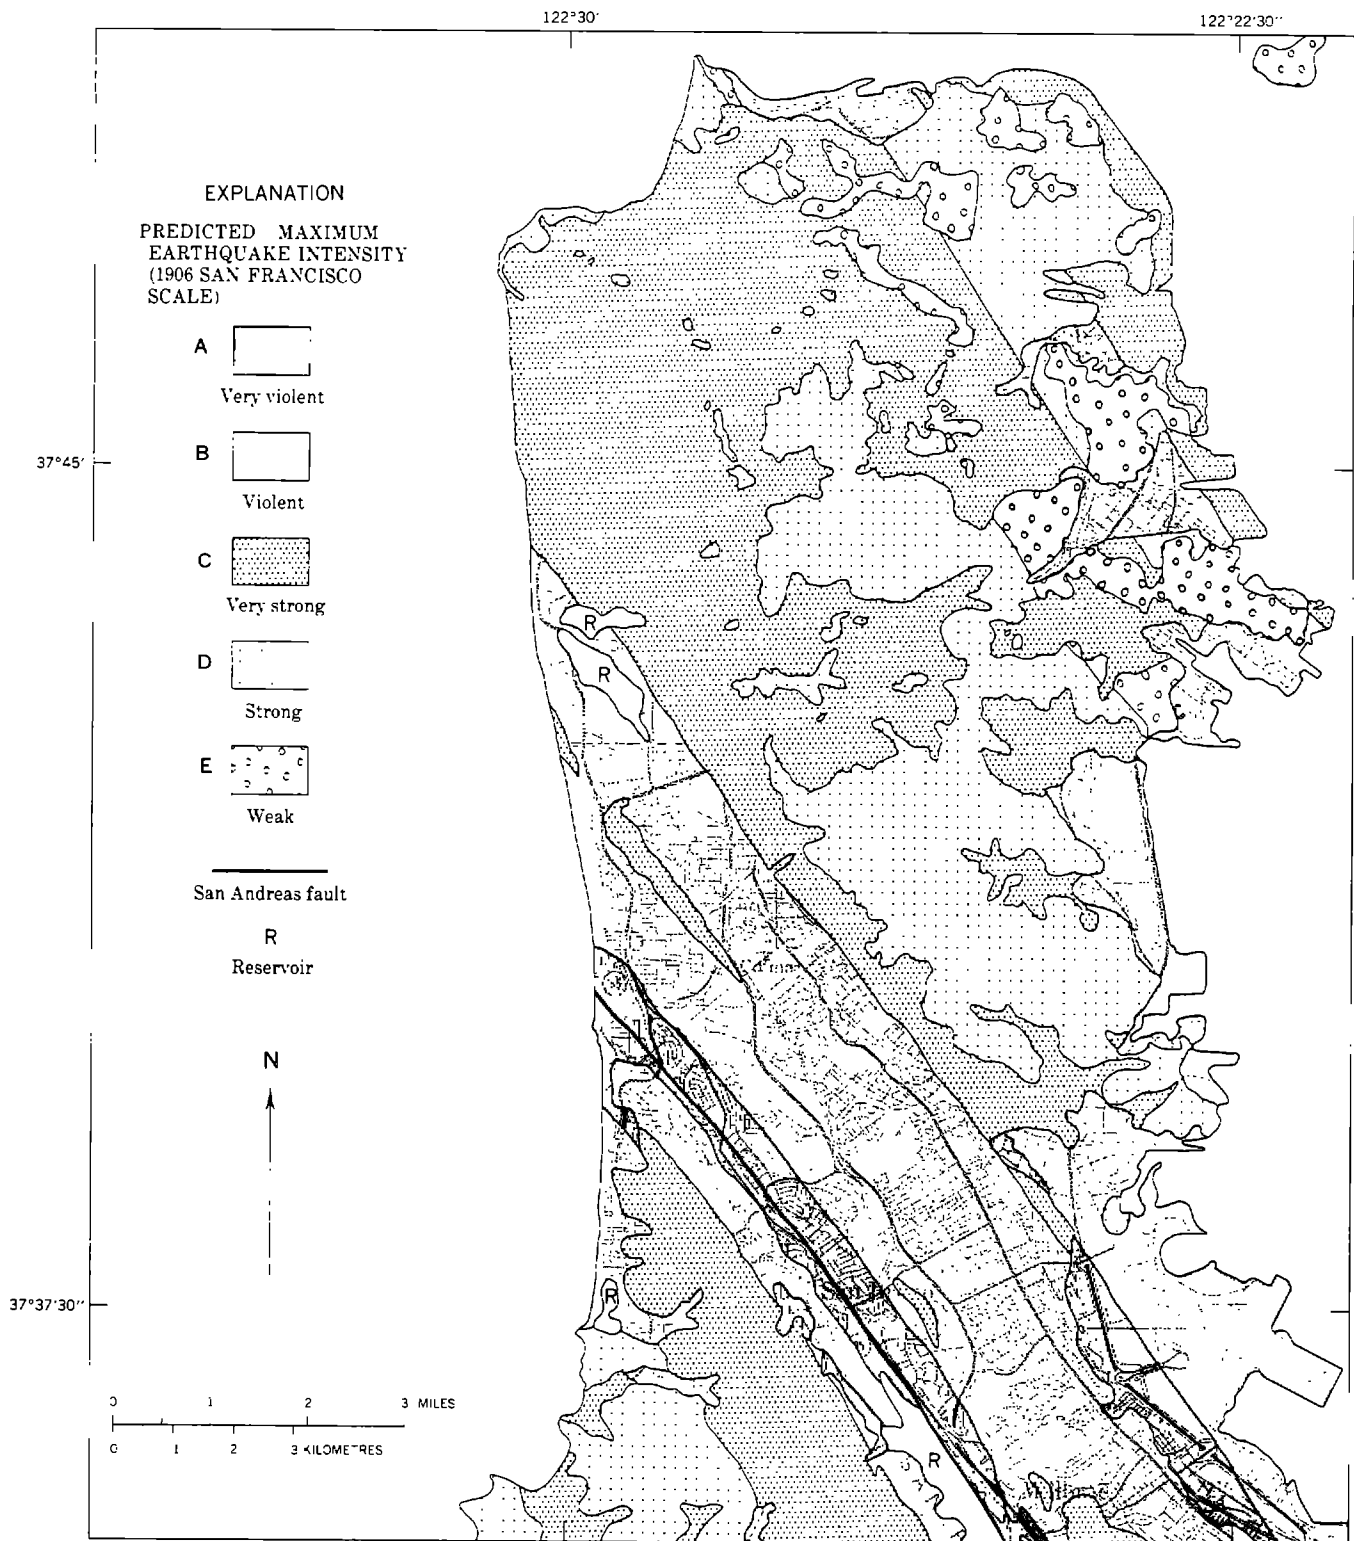 122°30'
122°22'30"
EXPLANATION
PREDICTED MAXIMUM
EARTHQUAKE INTENSITY
(1906 SAN FRANCISCO
SCALE)
A
Very violent
B
Violent
C
Very strong
D
Strong
E
Weak
San Andreas fault
R
Reservoir
N
37°45'
R
R
37°37'30"
R
R
0 1 2 3 MILES
0 1 2 3 KILOMETRES